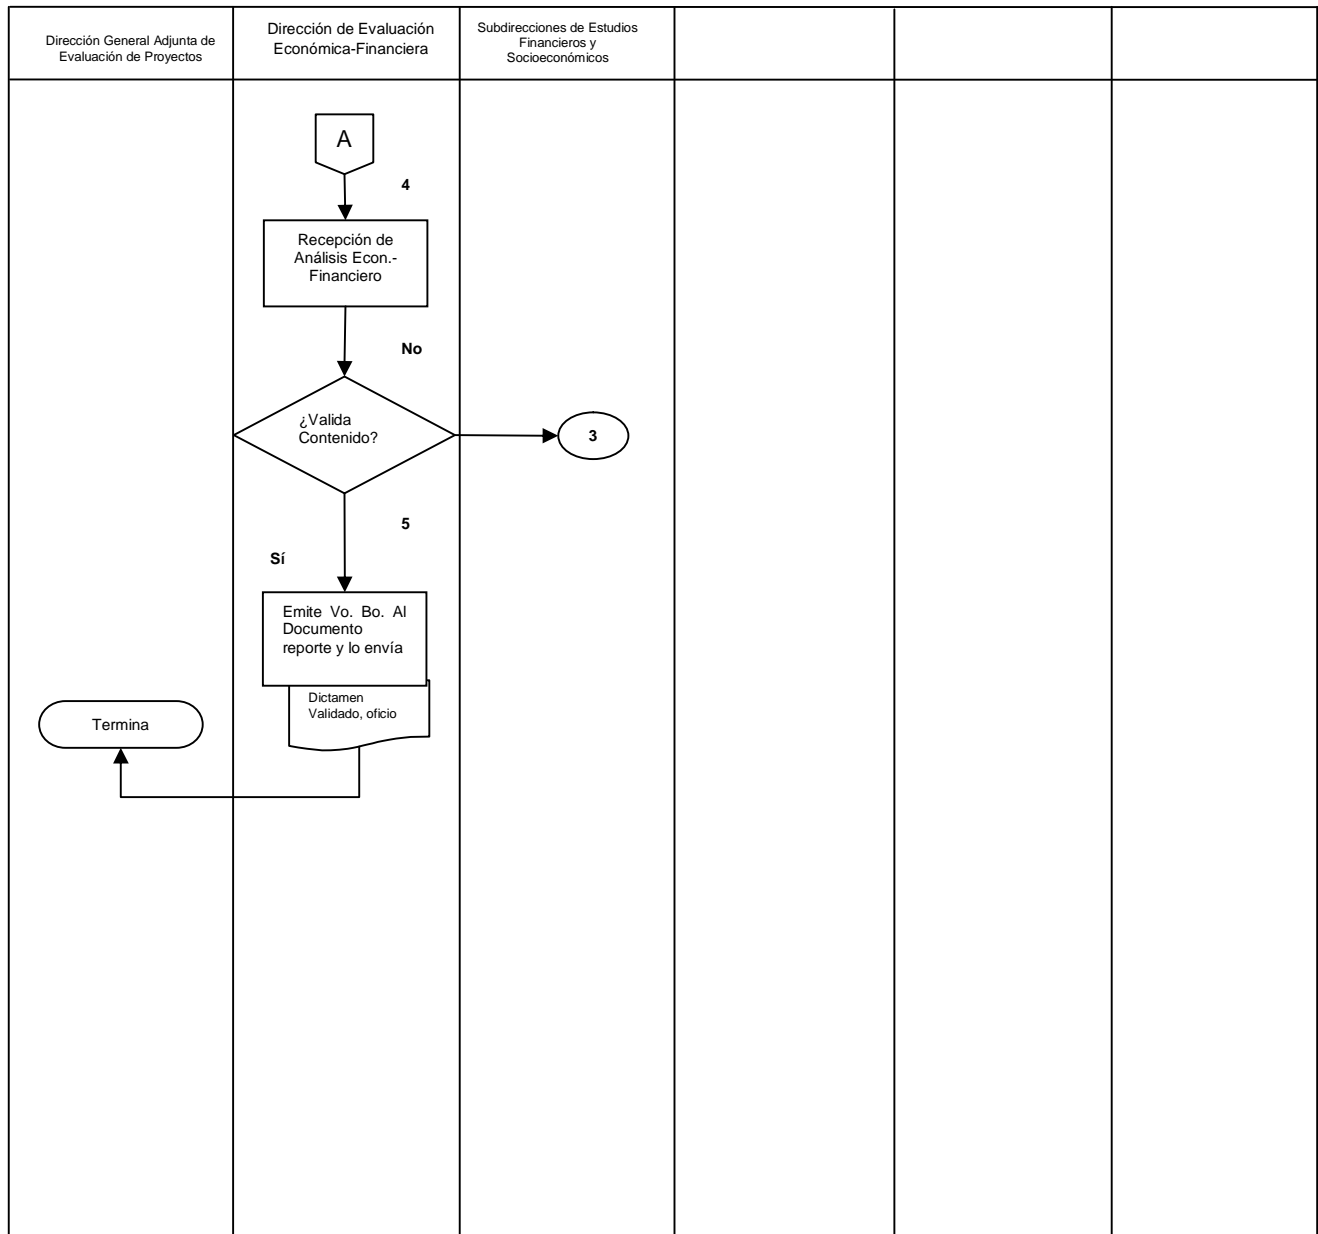 Dirección General Adjunta de
Evaluación de Proyectos
Dirección de Evaluación
Económica-Financiera
Subdirecciones de Estudios
Financieros y
Socioeconómicos
A
4
Recepción de
Análisis Econ.-
Financiero
No
¿Valida
Contenido?
3
5
Sí
Emite Vo. Bo. Al
Documento
reporte y lo envía
Dictamen
Validado, oficio
Termina